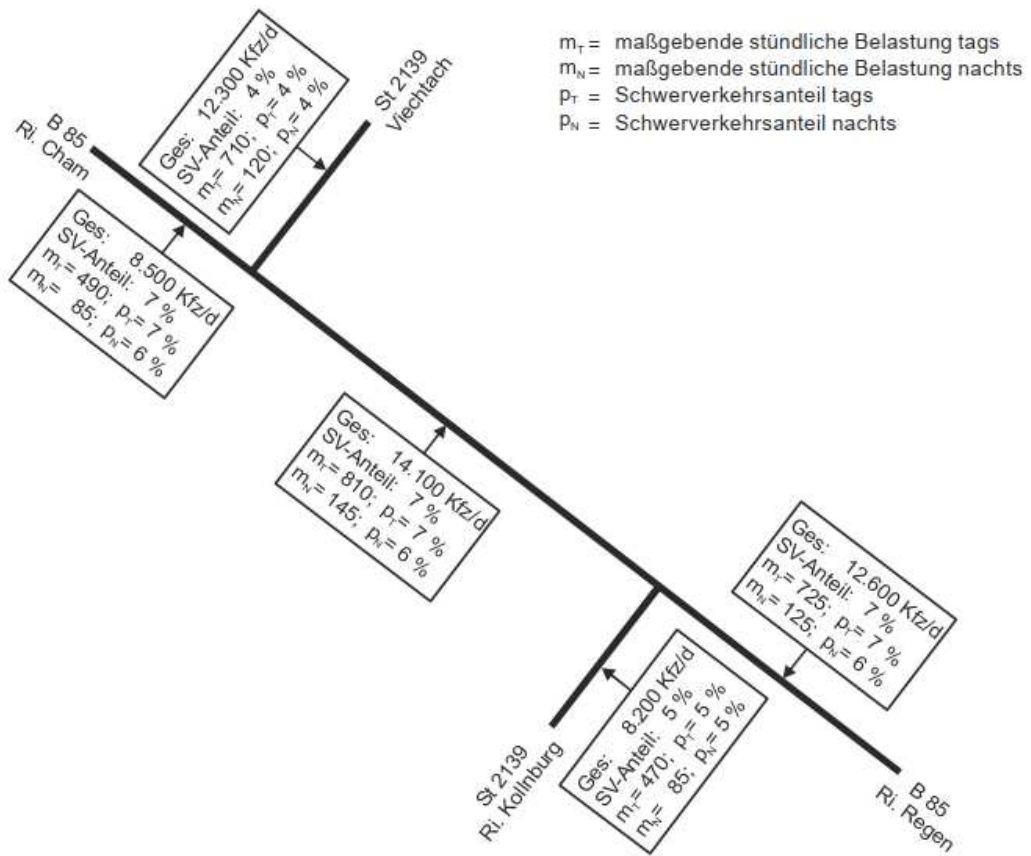 m_T = maßgebende stündliche Belastung tags
m_N = maßgebende stündliche Belastung nachts
p_T = Schwerverkehrsanteil tags
p_N = Schwerverkehrsanteil nachts
B 85
Ri. Cham
Ges: 12.300 Kfz/d
SV-Anteil: 4 %
m_T = 710; p_T = 4 %
m_N = 120; p_N = 4 %
St 2139
Viechtach
Ges: 8.500 Kfz/d
SV-Anteil: 7 %
m_T = 490; p_T = 7 %
m_N = 85; p_N = 6 %
Ges: 14.100 Kfz/d
SV-Anteil: 7 %
m_T = 810; p_T = 7 %
m_N = 145; p_N = 6 %
Ges: 12.600 Kfz/d
SV-Anteil: 7 %
m_T = 725; p_T = 7 %
m_N = 125; p_N = 6 %
Ges: 8.200 Kfz/d
SV-Anteil: 5 %
m_T = 470; p_T = 5 %
m_N = 85; p_N = 5 %
St 2139
Ri. Kollnburg
B 85
Ri. Regen